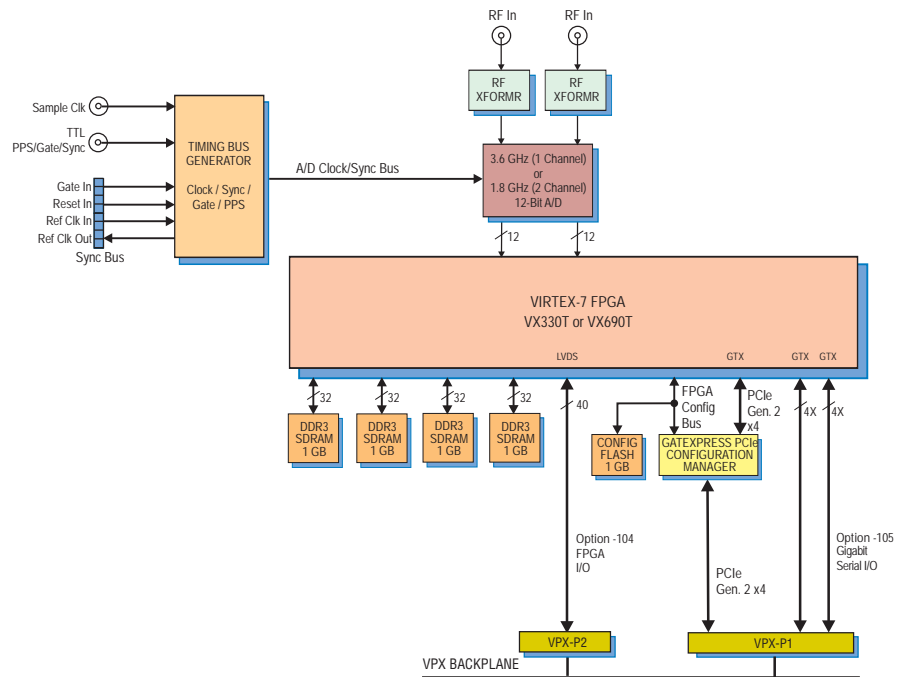 RF In
RF In
RF
XFORMR
RF
XFORMR
Sample Clk
TTL
PPS/Gate/Sync
Gate In
Reset In
Ref Clk In
Ref Clk Out
Sync Bus
TIMING BUS
GENERATOR
Clock / Sync /
Gate / PPS
A/D Clock/Sync Bus
3.6 GHz (1 Channel)
or
1.8 GHz (2 Channel)
12-Bit A/D
12
12
VIRTEX-7 FPGA
VX330T or VX690T
LVDS
GTX
GTX
GTX
32
32
32
32
40
FPGA
Config
Bus
PCIe
Gen. 2
x4
4X
4X
DDR3
SDRAM
1 GB
DDR3
SDRAM
1 GB
DDR3
SDRAM
1 GB
DDR3
SDRAM
1 GB
CONFIG
FLASH
1 GB
GATEXPRESS PCIe
CONFIGURATION
MANAGER
Option -104
FPGA
I/O
PCIe
Gen. 2 x4
Option -105
Gigabit
Serial I/O
VPX-P2
VPX-P1
VPX BACKPLANE